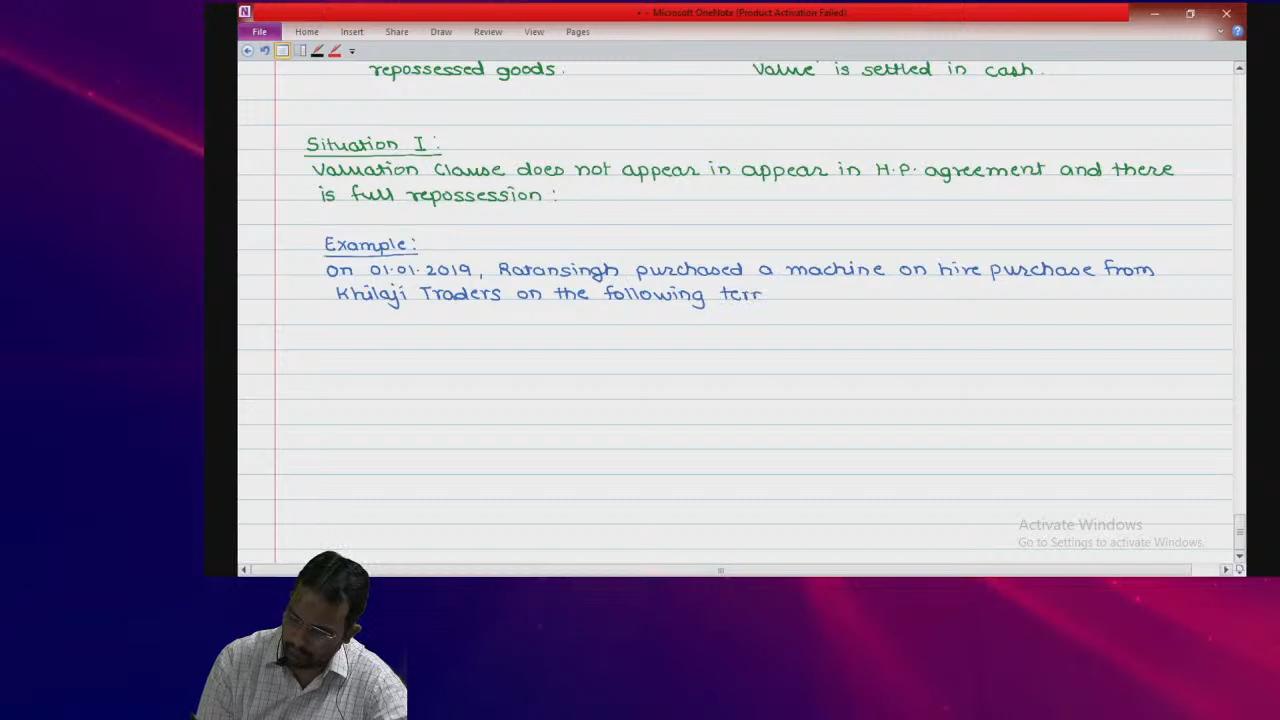 Microsoft OneNote (Product Activation Failed)
File Home Insert Share Draw Review View Pages
repossessed goods. Value is settled in cash.
Situation I :
Valuation Clause does not appear in appear in H.P. agreement and there
is full repossession :
Example:
On 01.01.2019, Ratansingh purchased a machine on hire purchase from
Khilaji Traders on the following terr
Activate Windows
Go to Settings to activate Windows.